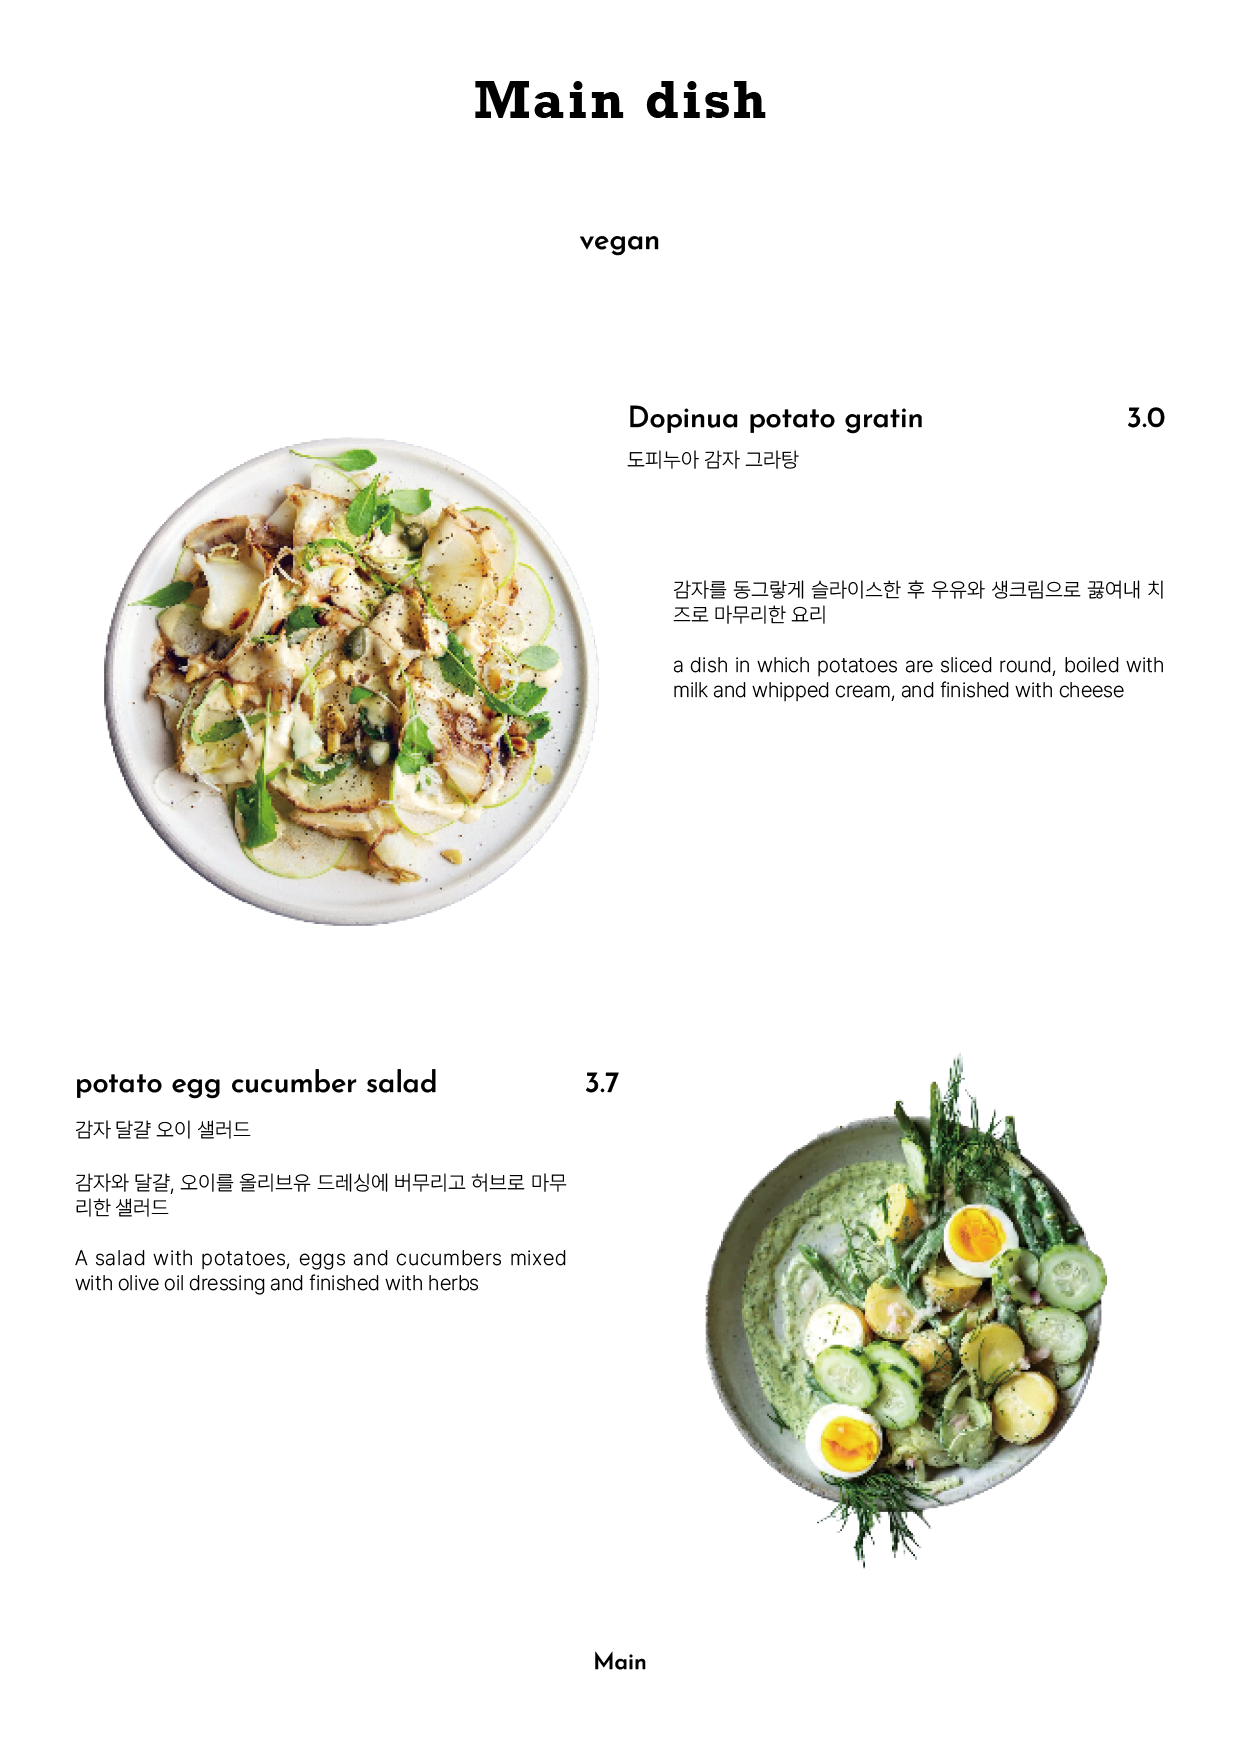 Main dish
vegan
Dopinua potato gratin 3.0
도피누아 감자 그라탕
감자를 동그랗게 슬라이스한 후 우유와 생크림으로 끓여내 치
즈로 마무리한 요리
a dish in which potatoes are sliced round, boiled with
milk and whipped cream, and finished with cheese
potato egg cucumber salad 3.7
감자 달걀 오이 샐러드
감자와 달걀, 오이를 올리브유 드레싱에 버무리고 허브로 마무
리한 샐러드
A salad with potatoes, eggs and cucumbers mixed
with olive oil dressing and finished with herbs
Main